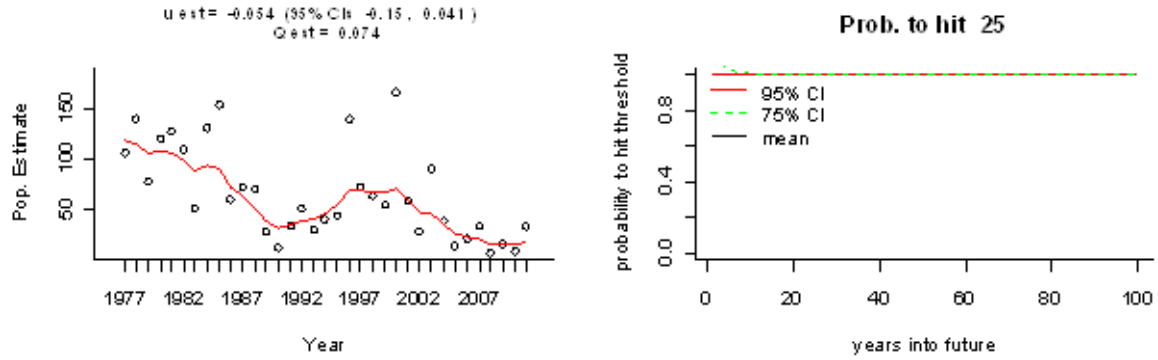 u est= -0.054 (95% CIs -0.15, 0.041 )
Q est= 0.074
Pop. Estimate
150
100
50
1977 1982 1987 1992 1997 2002 2007
Year
Prob. to hit 25
probability to hit threshold
0.8
0.4
0.0
95% CI
75% CI
mean
0 20 40 60 80 100
years into future